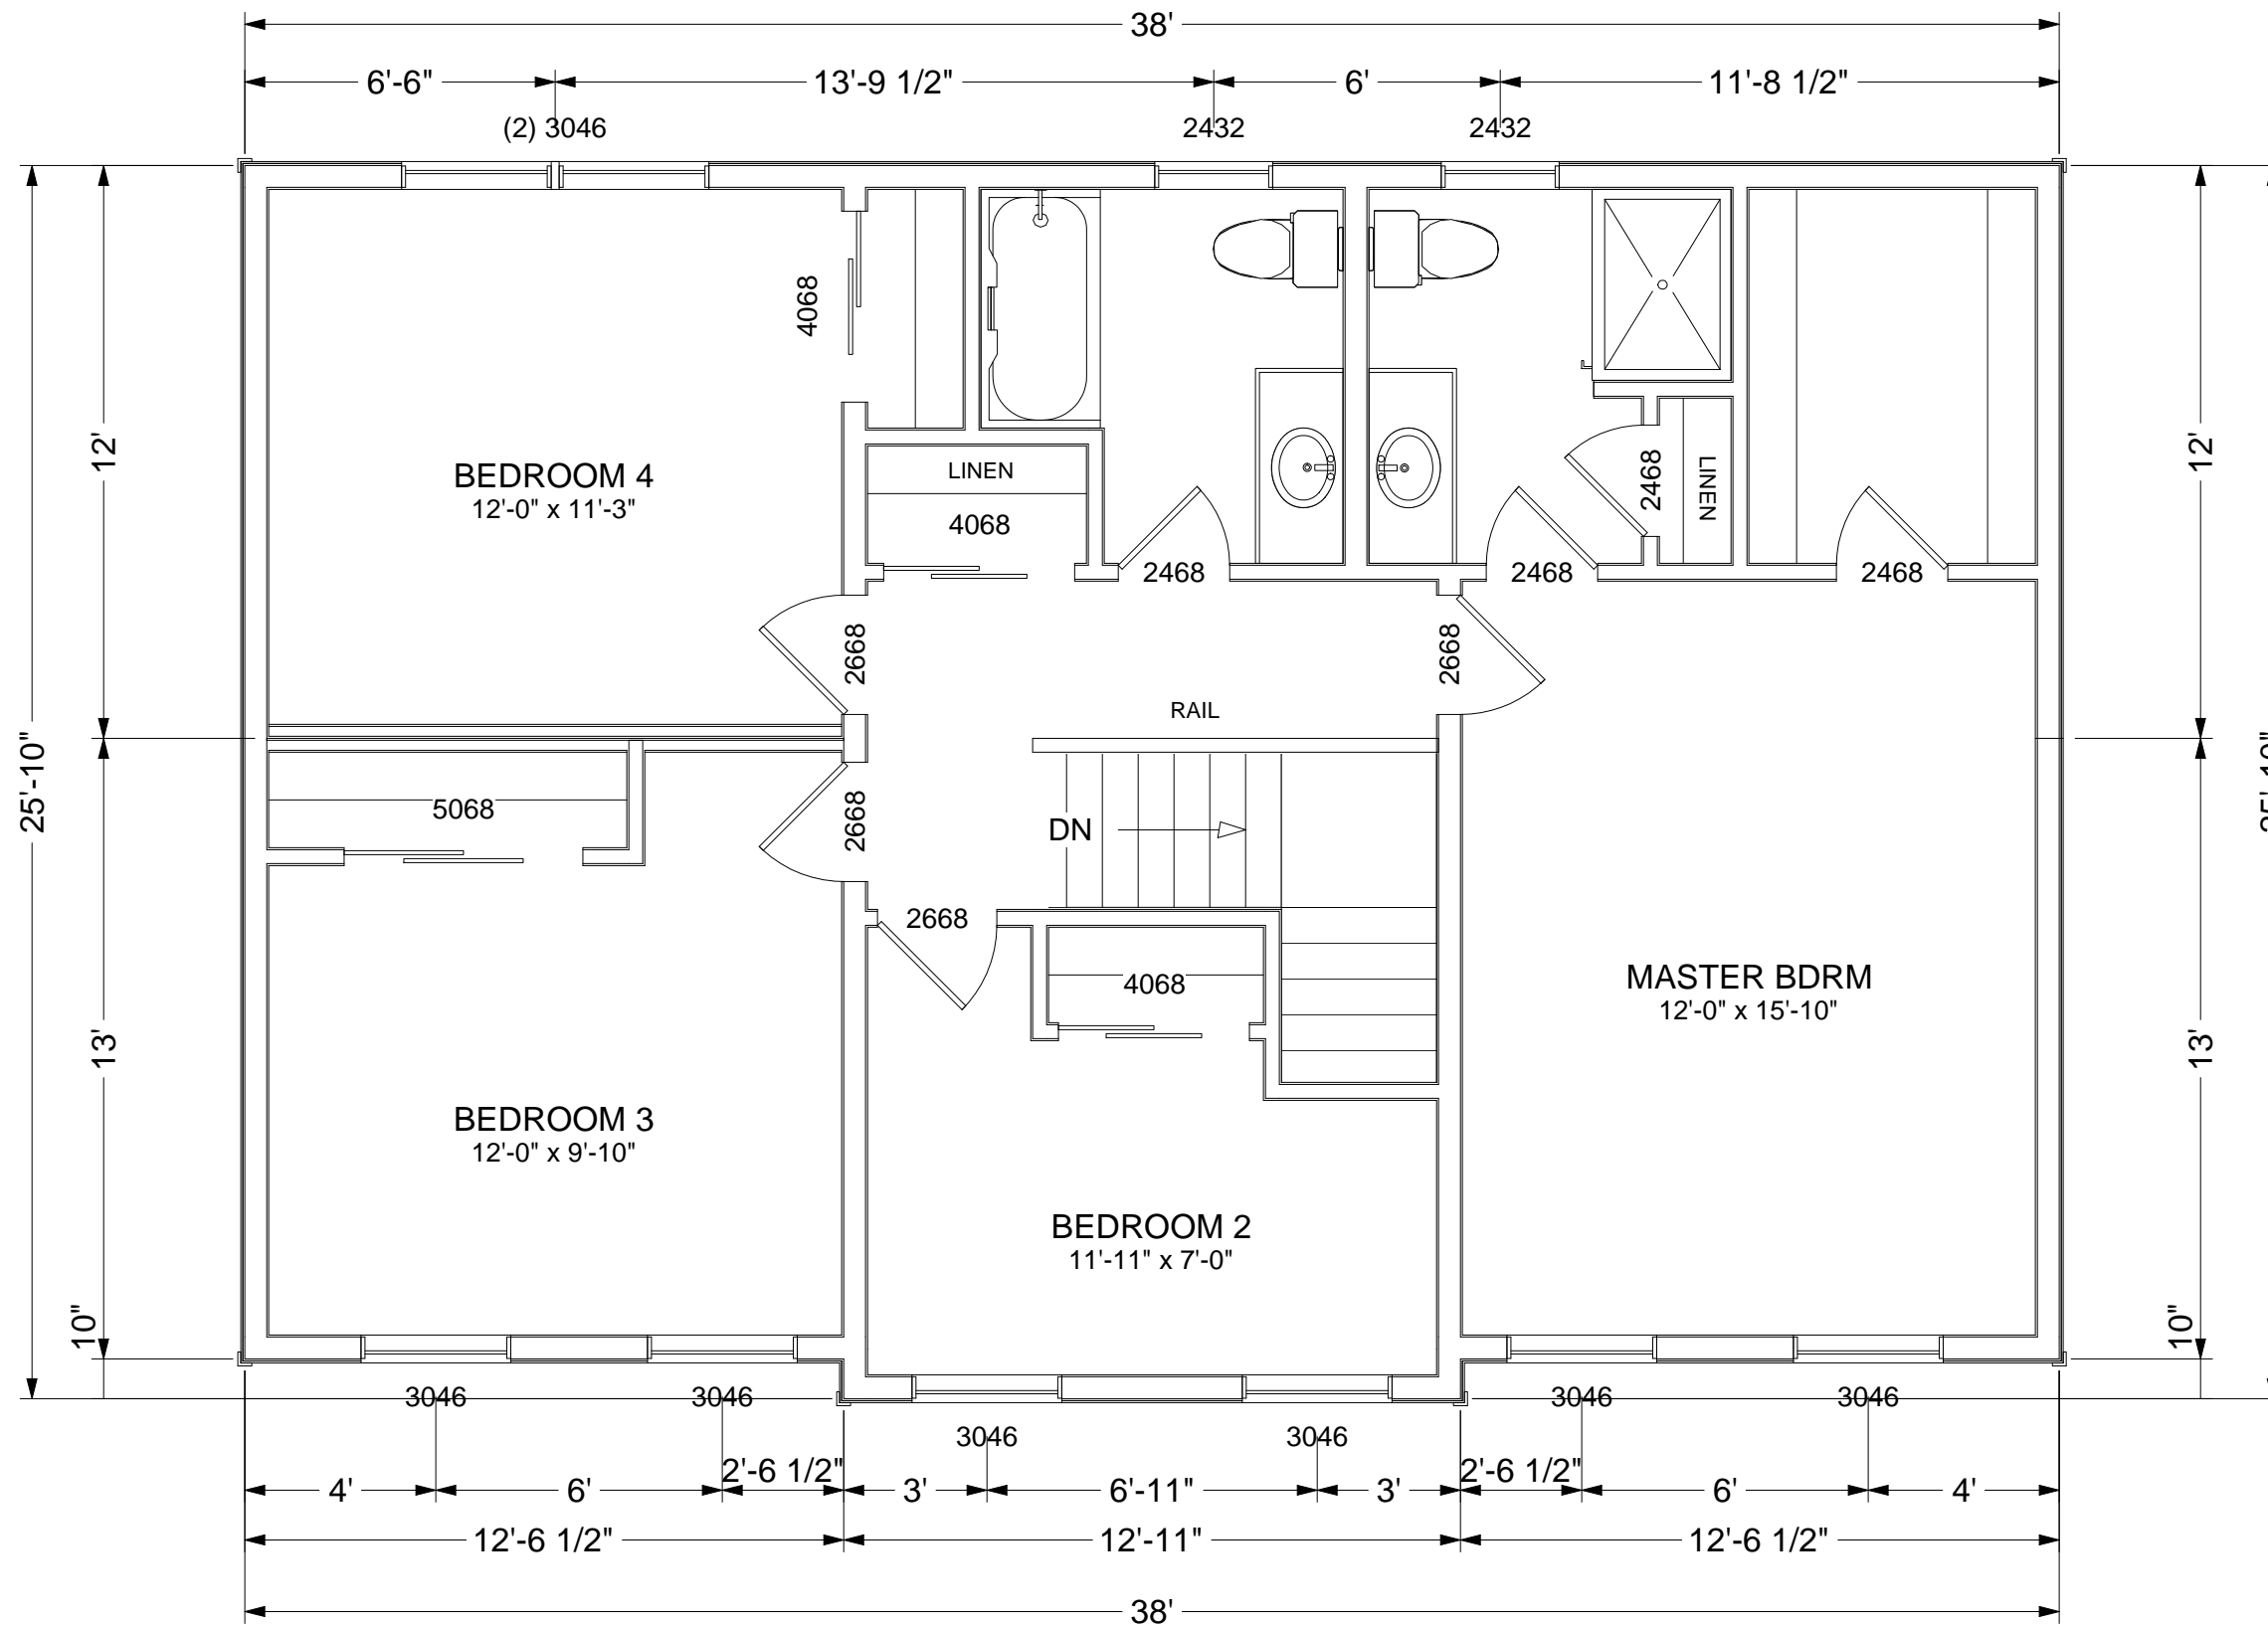 38'
6'-6" 13'-9 1/2" 6' 11'-8 1/2"
(2) 3046 2432 2432
4068
12'
12'
BEDROOM 4
12'-0" x 11'-3"
LINEN
4068
2468
LINEN
2468 2468 2468
2668
2668
RAIL
25'-10"
25'-10"
5068
2668
DN
2668
4068
MASTER BDRM
12'-0" x 15'-10"
13'
13'
BEDROOM 3
12'-0" x 9'-10"
BEDROOM 2
11'-11" x 7'-0"
10"
10"
3046 3046 3046 3046
3046 3046
2'-6 1/2" 2'-6 1/2"
4' 6' 3' 6'-11" 3' 6' 4'
12'-6 1/2" 12'-11" 12'-6 1/2"
38'